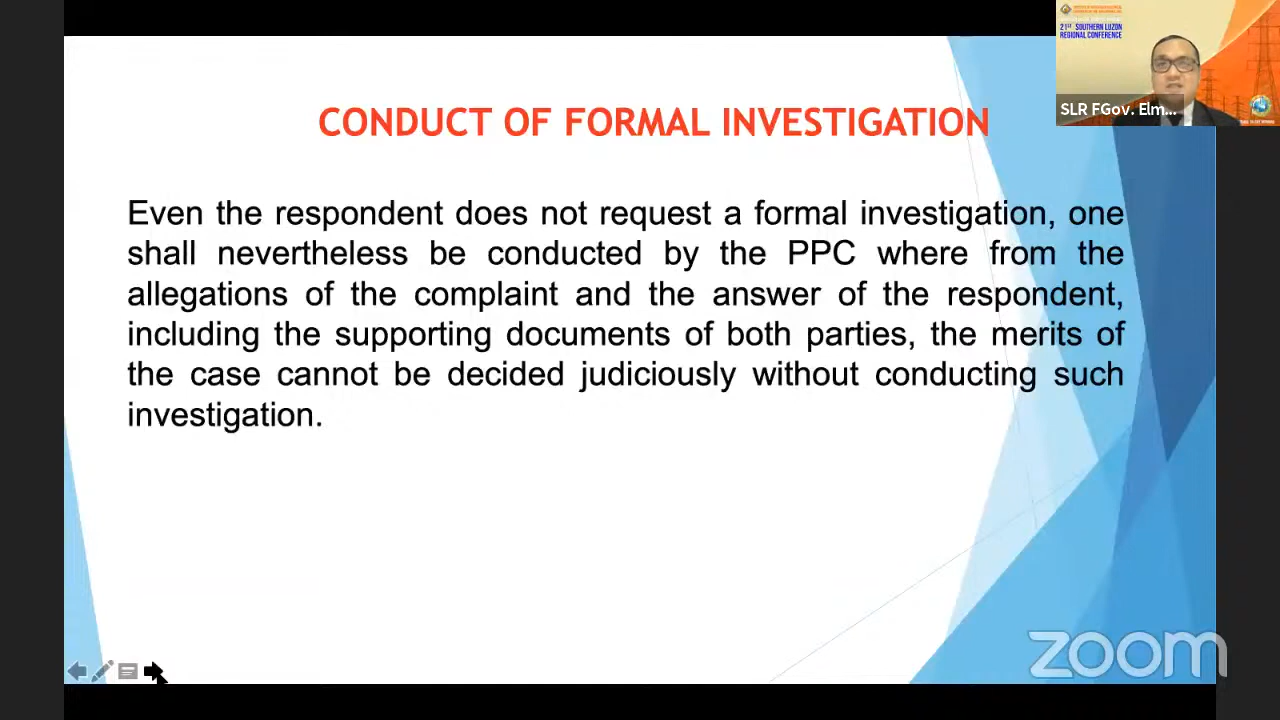 CONDUCT OF FORMAL INVESTIGATION
Even the respondent does not request a formal investigation, one
shall nevertheless be conducted by the PPC where from the
allegations of the complaint and the answer of the respondent,
including the supporting documents of both parties, the merits of
the case cannot be decided judiciously without conducting such
investigation.
21ST SOUTHERN LUZON
REGIONAL CONFERENCE
SLR FGov. Elm...
zoom